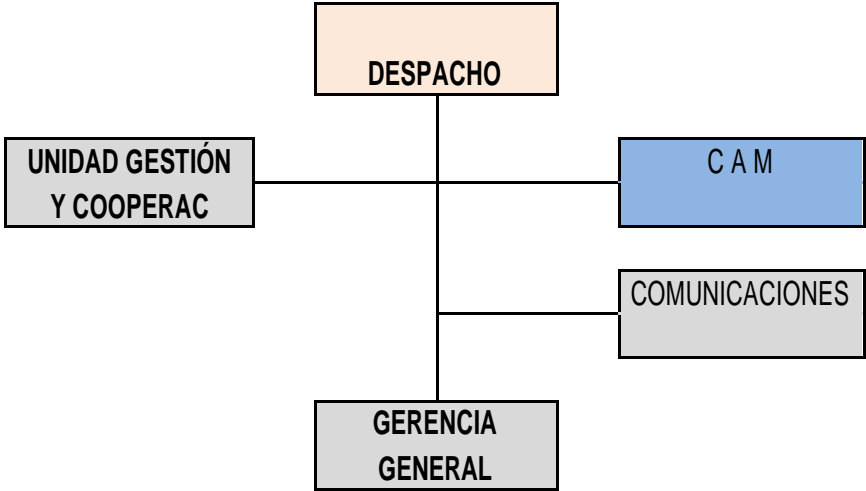 DESPACHO
UNIDAD GESTIÓN
Y COOPERAC
C A M
COMUNICACIONES
GERENCIA
GENERAL